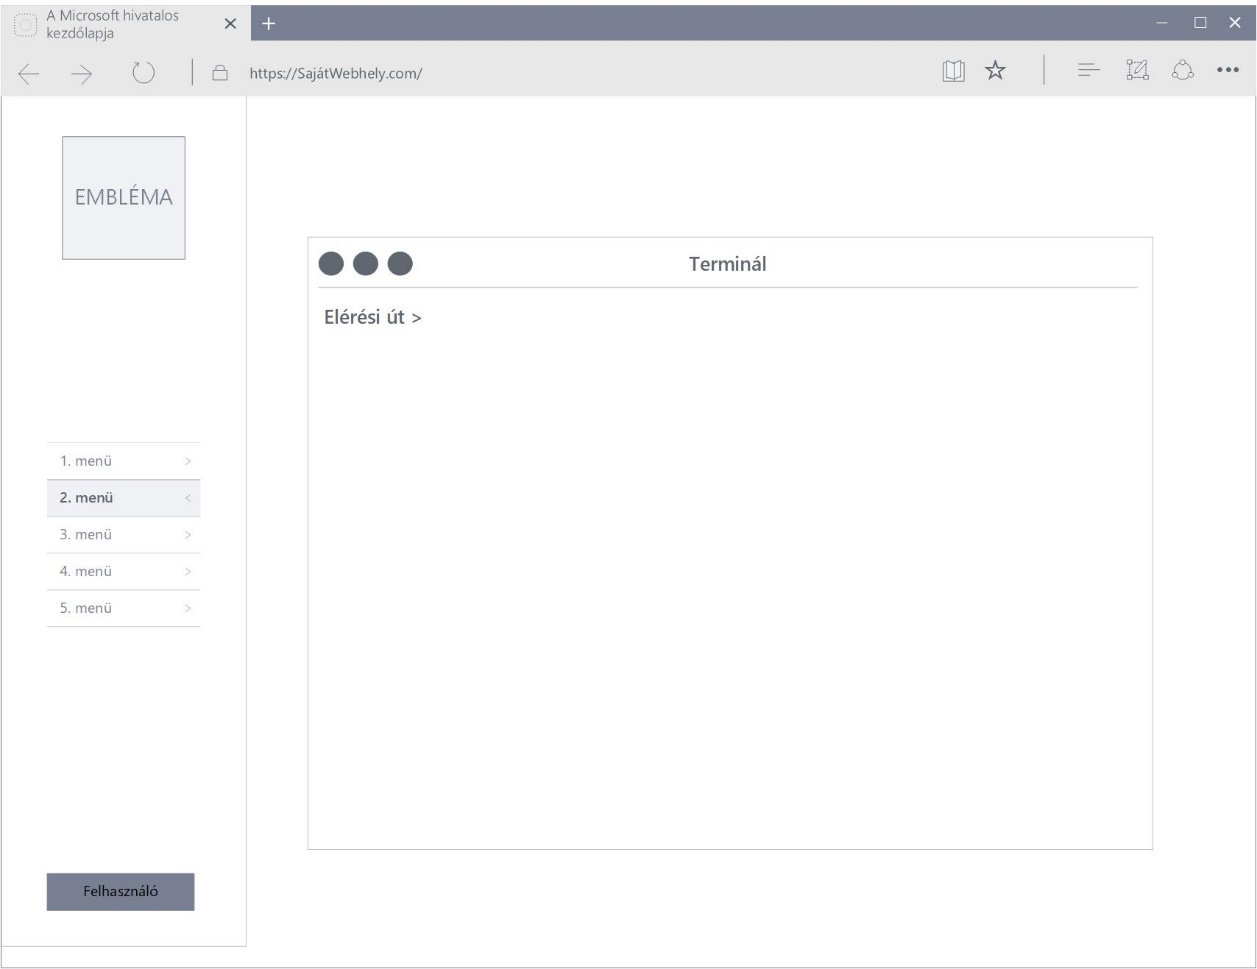 A Microsoft hivatalos
kezdőlapja
https://SajátWebhely.com/
EMBLÉMA
Terminál
Elérési út >
1. menü >
2. menü <
3. menü >
4. menü >
5. menü >
Felhasználó